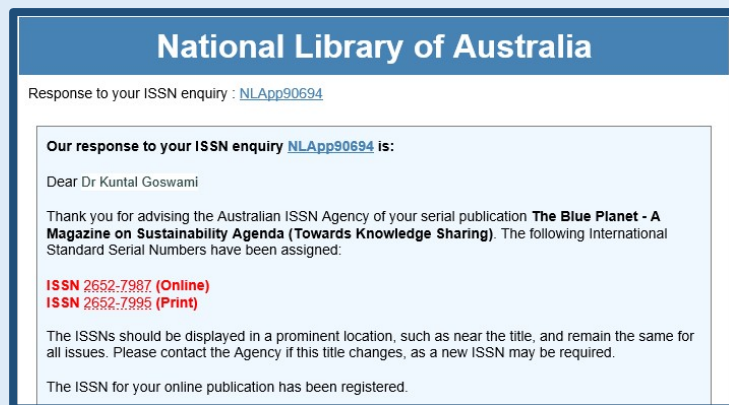 National Library of Australia
Response to your ISSN enquiry : NLApp90694
Our response to your ISSN enquiry NLApp90694 is:
Dear Dr Kuntal Goswami
Thank you for advising the Australian ISSN Agency of your serial publication The Blue Planet - A
Magazine on Sustainability Agenda (Towards Knowledge Sharing). The following International
Standard Serial Numbers have been assigned:
ISSN 2652-7987 (Online)
ISSN 2652-7995 (Print)
The ISSNs should be displayed in a prominent location, such as near the title, and remain the same for
all issues. Please contact the Agency if this title changes, as a new ISSN may be required.
The ISSN for your online publication has been registered.